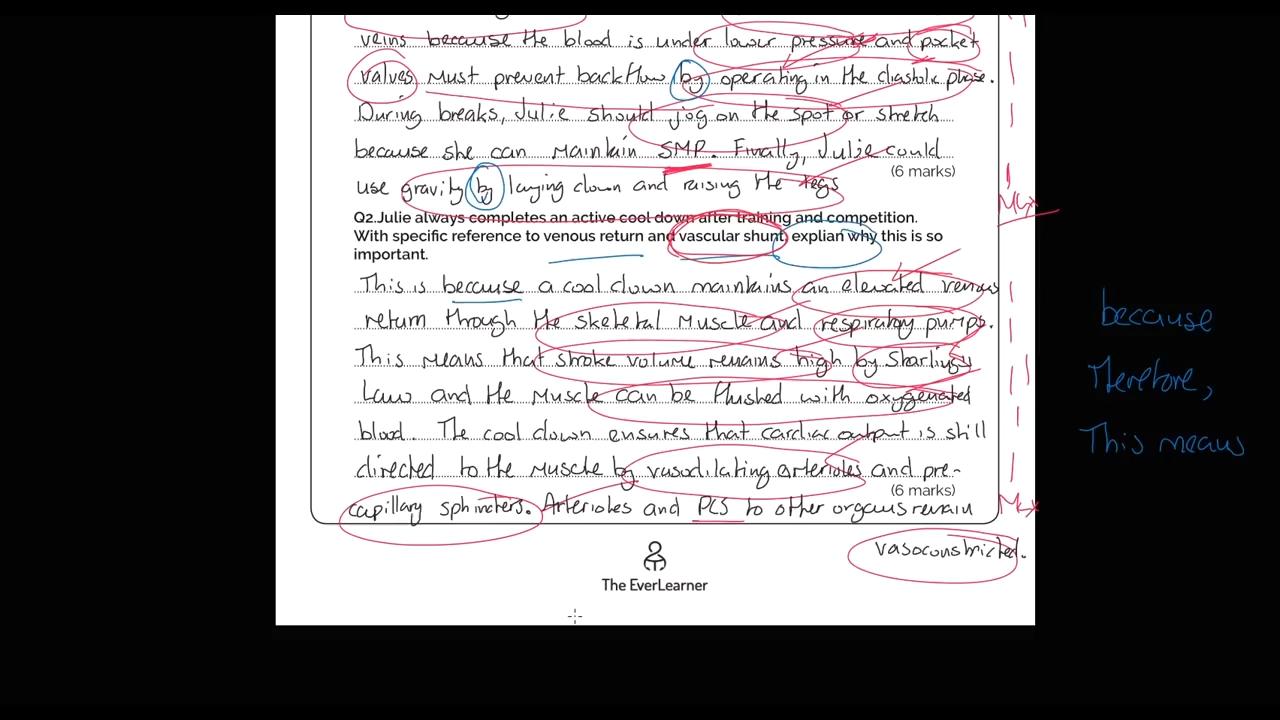 veins because the blood is under lower pressure and pocket
valves must prevent backflow by operating in the diastolic phase.
During breaks, Julie should jog on the spot or stretch
because she can maintain SMP. Finally, Julie could
(6 marks)
use gravity by laying down and raising the legs
Max
Q2.Julie always completes an active cool down after training and competition.
With specific reference to venous return and vascular shunt, explian why this is so
important.
This is because a cool down maintains an elevated venous
return through the skeletal muscle and respiratory pumps.
This means that stroke volume remains high by Starling's
Law and the muscle can be flushed with oxygenated
blood. The cool down ensures that cardiac output is still
directed to the muscle by vasodilating arterioles and pre-
(6 marks)
capillary sphincters. Arterioles and PCS to other organs remain
Max
vasoconstricted.
The EverLearner
because
Therefore,
This means